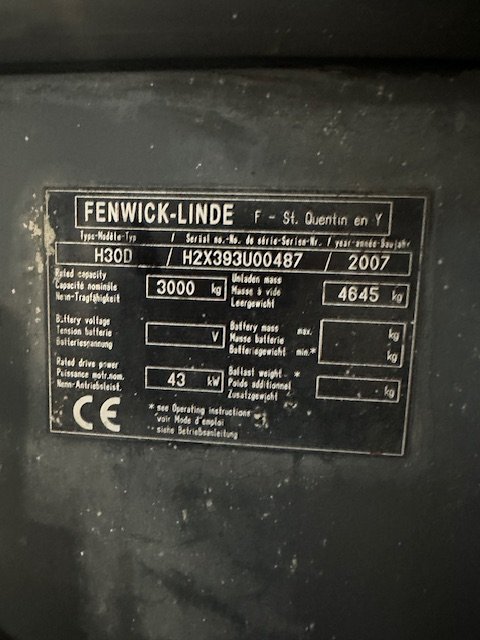 FENWICK-LINDE F - St. Quentin en Y
Type-Modèle-Typ / Serial no.-No. de série-Serien-Nr. / year-année-Baujahr
H30D / H2X393U00487 / 2007
Rated capacity
Capacité nominale
Nenn-Tragfähigkeit
3000 kg
Unladen mass
Masse à vide
Leergewicht
4645 kg
Battery voltage
Tension batterie
Batteriespannung
V
Battery mass max.
Masse batterie
Batteriegewicht min.*
kg
kg
Rated drive power
Puissance motr.nom.
Nenn-Antriebsleist.
43 kW
Ballast weight *
Poids additionnel
Zusatzgewicht
kg
CE
* see Operating instructions
voir Mode d'emploi
siehe Betriebsanleitung